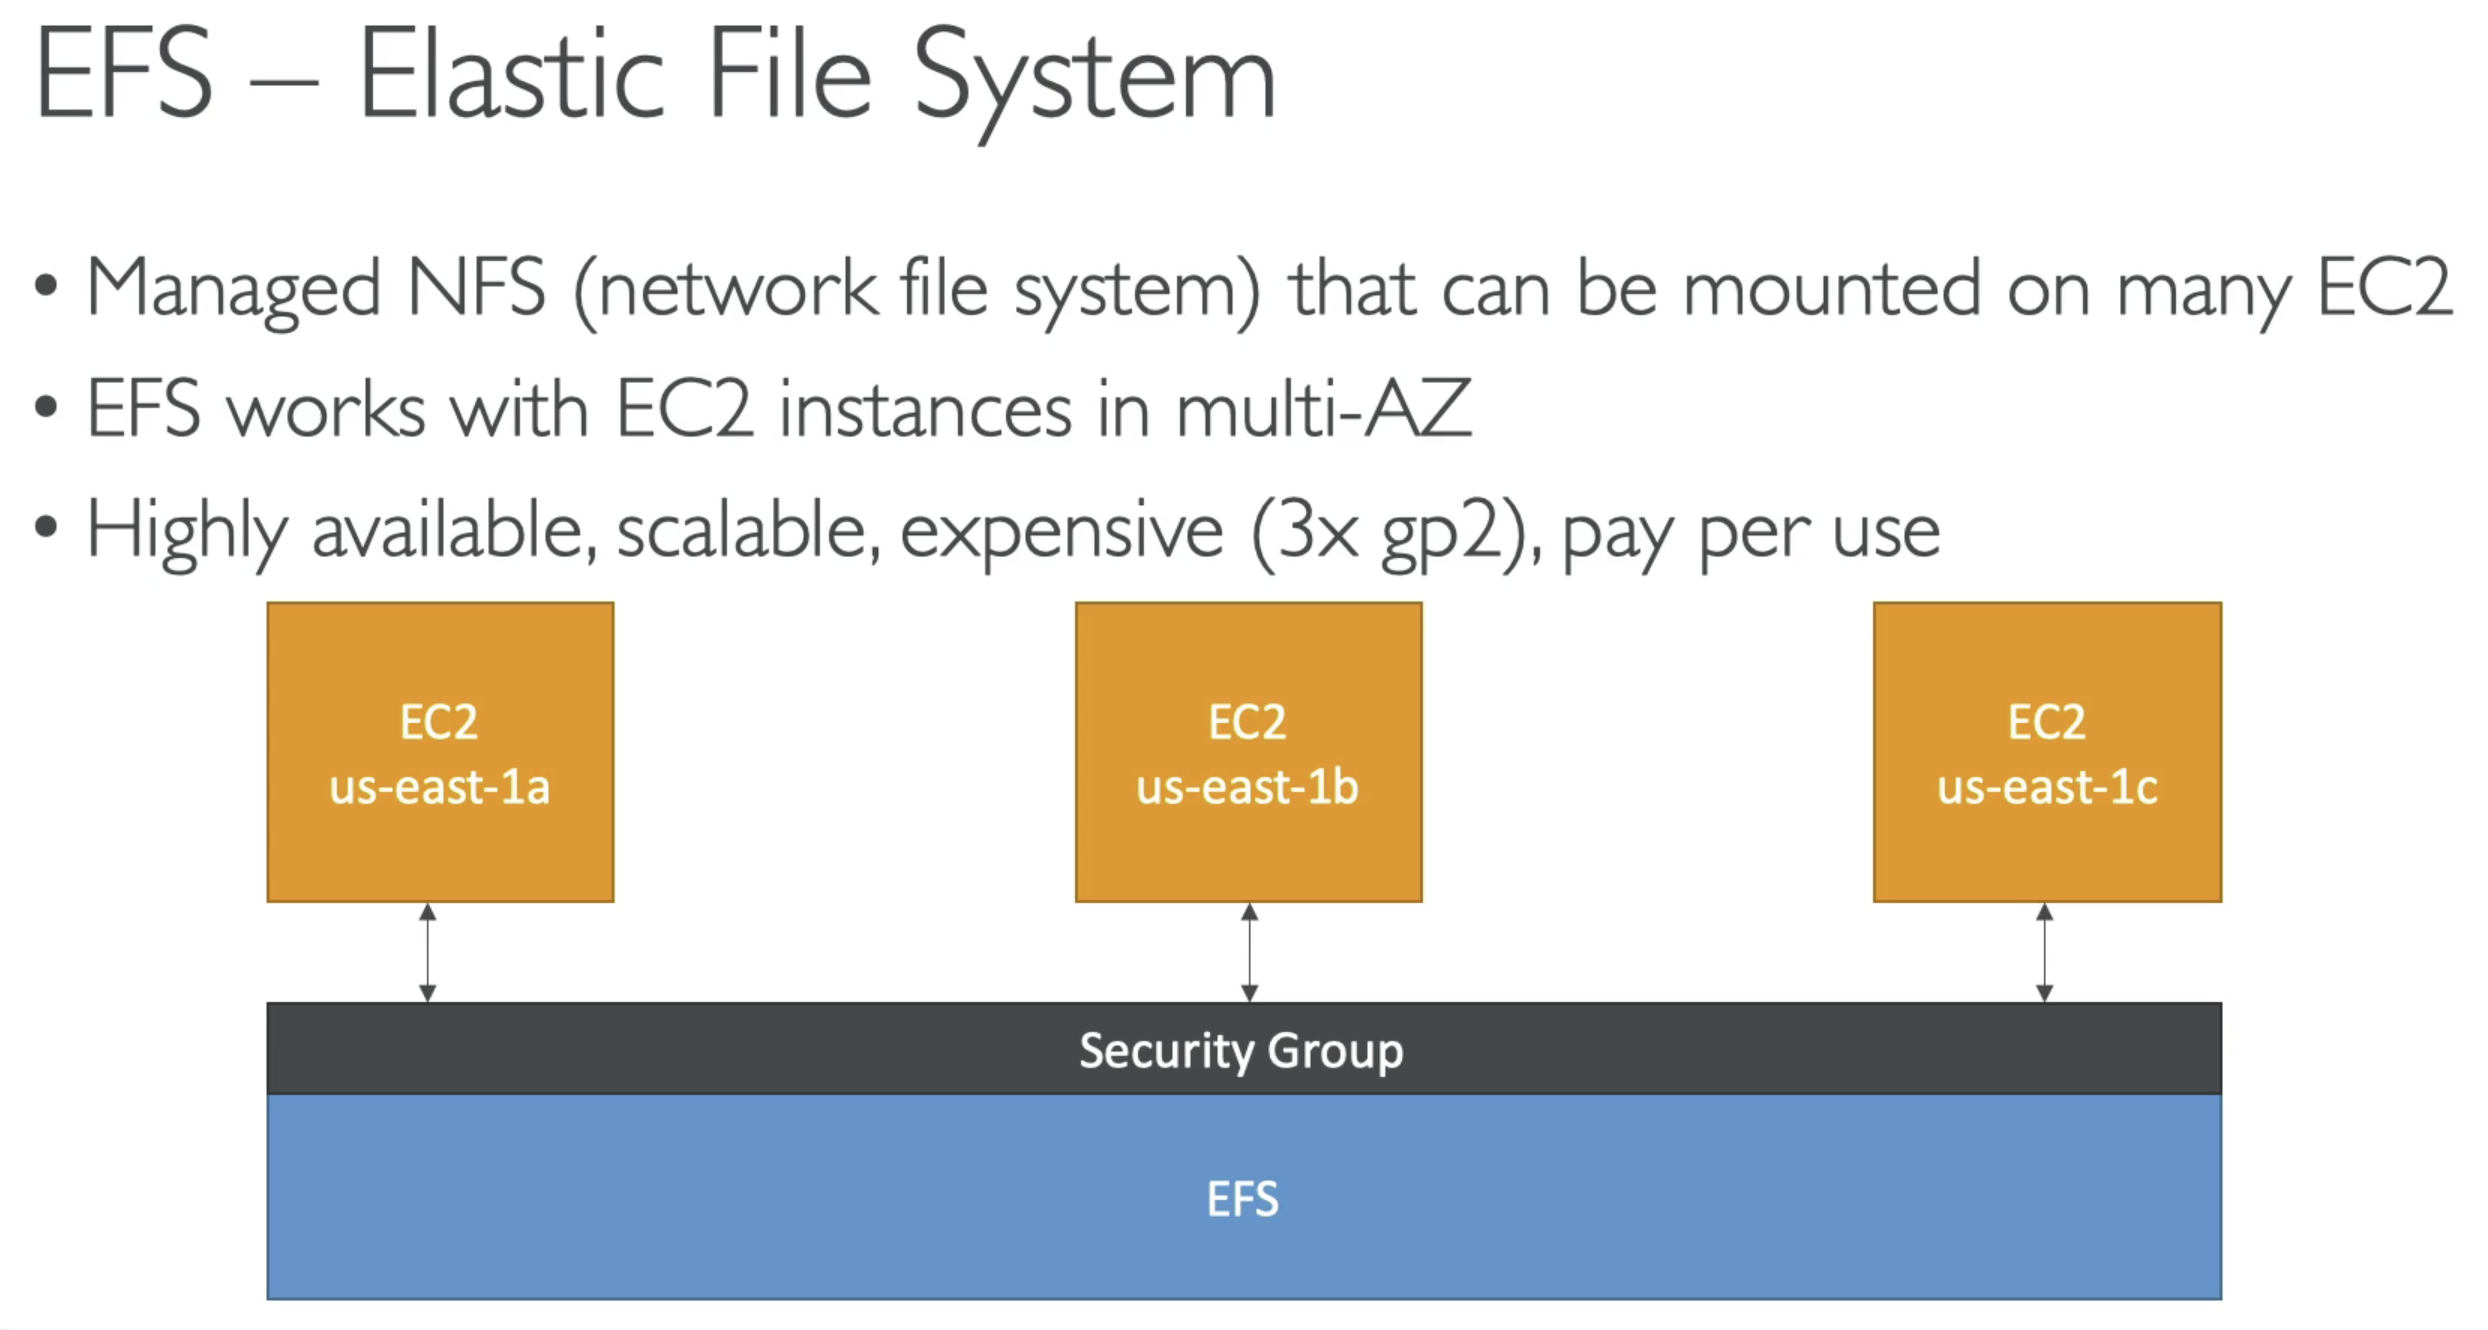 EFS – Elastic File System
• Managed NFS (network file system) that can be mounted on many EC2
• EFS works with EC2 instances in multi-AZ
• Highly available, scalable, expensive (3x gp2), pay per use
EC2
us-east-1a
EC2
us-east-1b
EC2
us-east-1c
Security Group
EFS